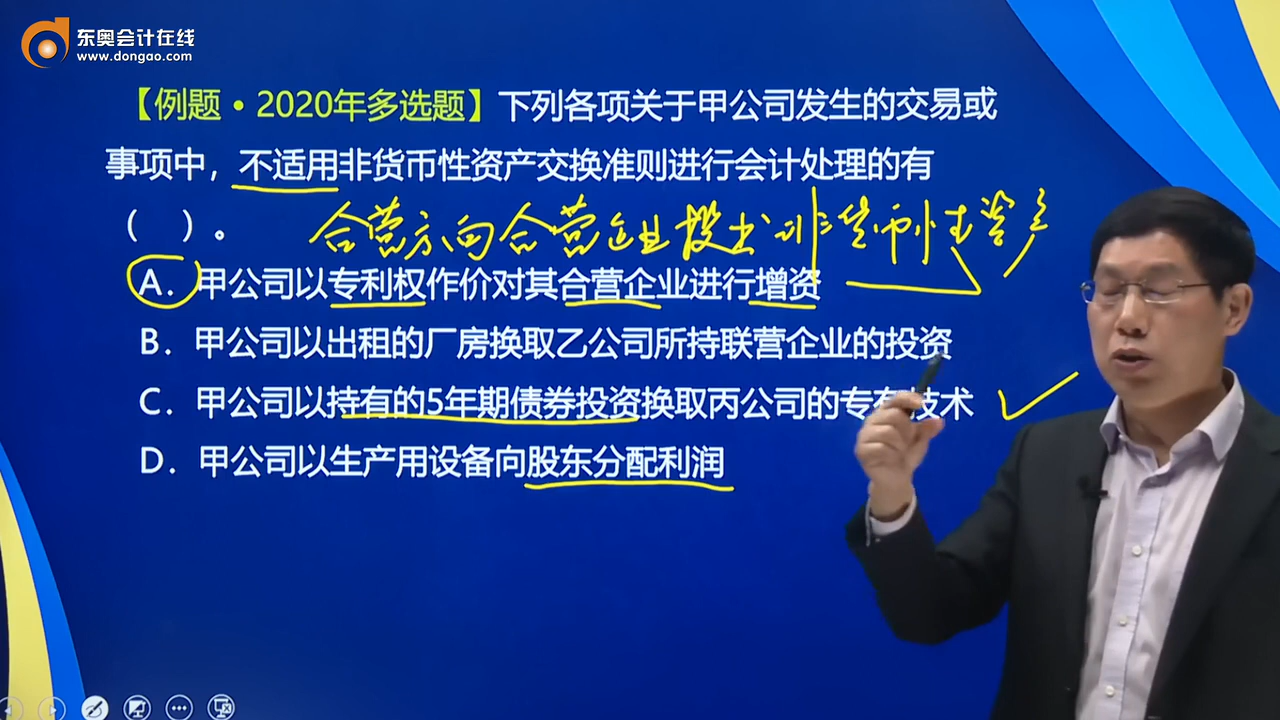 东奥会计在线
www.dongao.com
【例题·2020年多选题】下列各项关于甲公司发生的交易或
事项中，不适用非货币性资产交换准则进行会计处理的有
（ ）。
合营方向合营企业投出非货币性资产
A．甲公司以专利权作价对其合营企业进行增资
B．甲公司以出租的厂房换取乙公司所持联营企业的投资
C．甲公司以持有的5年期债券投资换取丙公司的专有技术
D．甲公司以生产用设备向股东分配利润